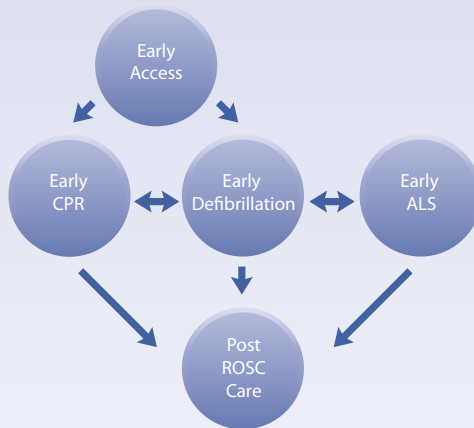 Early
Access
Early
CPR
Early
Defibrillation
Early
ALS
Post
ROSC
Care